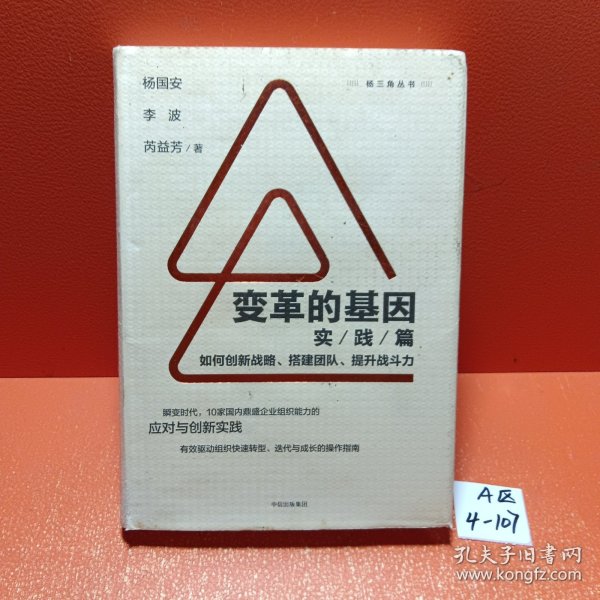 杨国安
李 波
芮益芳/著
杨三角丛书
变革的基因
实/践/篇
如何创新战略、搭建团队、提升战斗力
瞬变时代，10家国内鼎盛企业组织能力的
应对与创新实践
有效驱动组织快速转型、迭代与成长的操作指南
中信出版集团
A区
4-107
孔夫子旧书网
www.kongfz.com